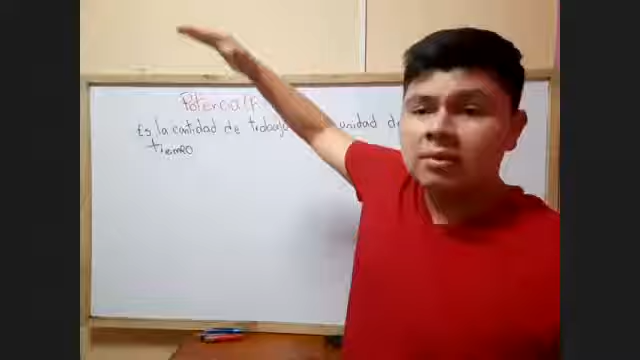 Potencia
Es la cantidad de trabajo unidad de
tiempo